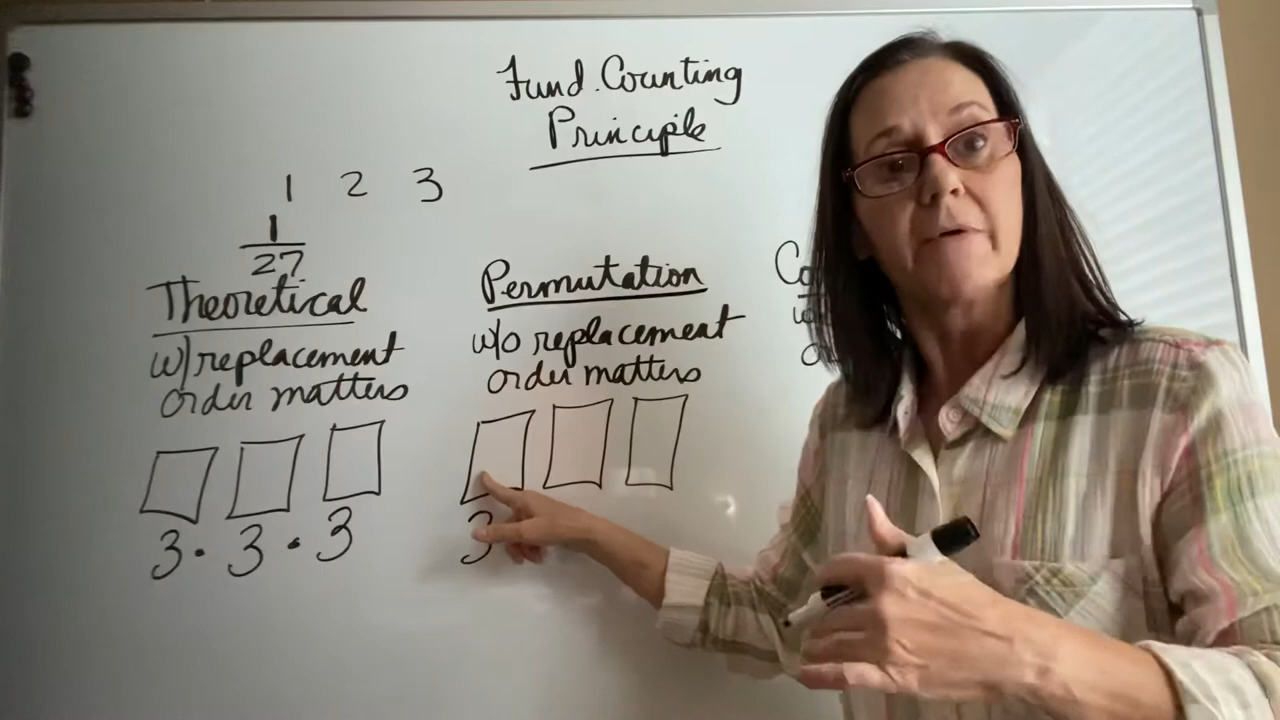 Fund. Counting
Principle
1 2 3
1
27
Theoretical
w/replacement
order matters
3 · 3 · 3
Permutation
w/o replacement
order matters
3